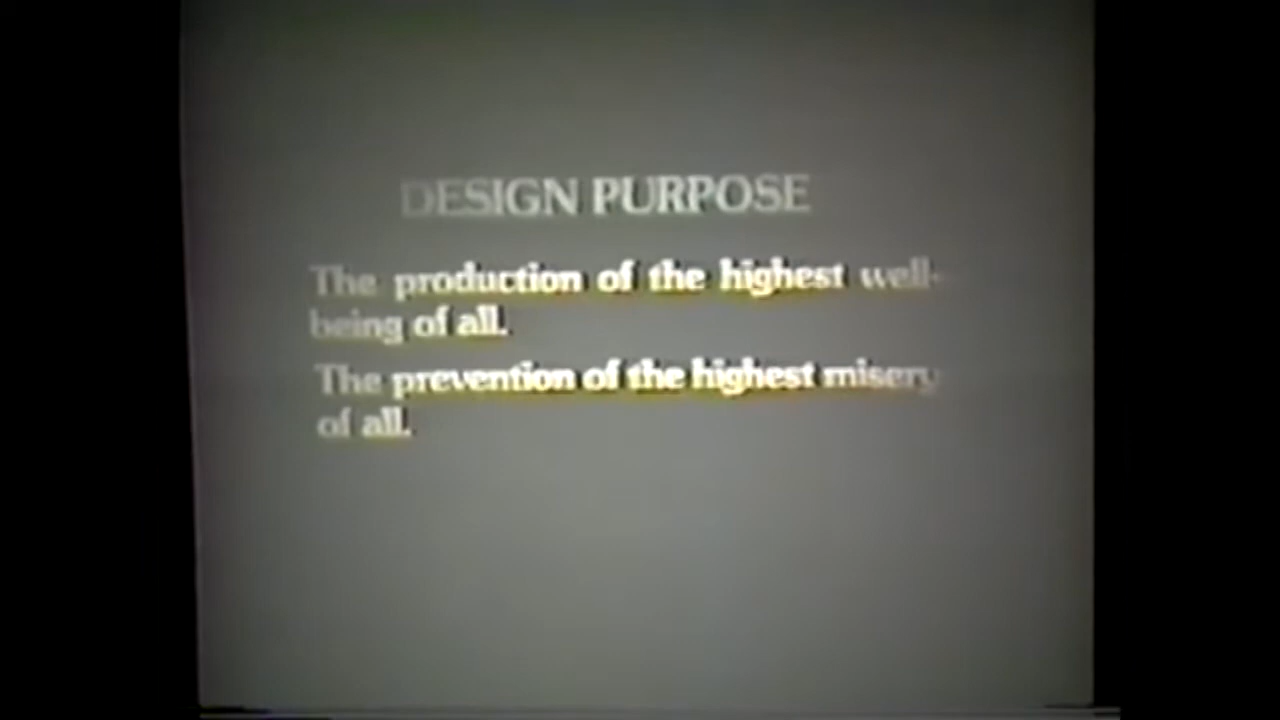 DESIGN PURPOSE
The production of the highest well-
being of all.
The prevention of the highest misery
of all.